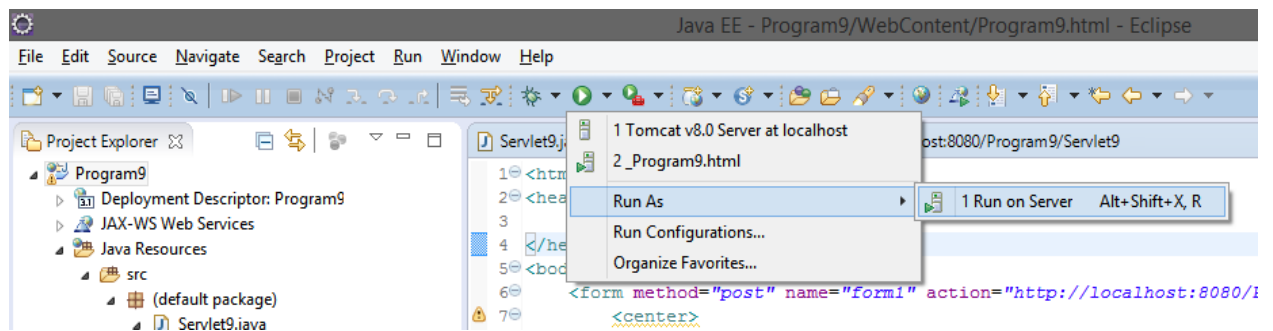 Java EE - Program9/WebContent/Program9.html - Eclipse
File Edit Source Navigate Search Project Run Window Help
Project Explorer
Servlet9.j
ost:8080/Program9/Servlet9
Program9
Deployment Descriptor: Program9
JAX-WS Web Services
Java Resources
src
(default package)
Servlet9.java
1 Tomcat v8.0 Server at localhost
2 _Program9.html
Run As
Run Configurations...
Organize Favorites...
1 Run on Server Alt+Shift+X, R
1 <htm
2 <hea
3
4 </he
5 <bod
6 <form method="post" name="form1" action="http://localhost:8080/
7 <center>